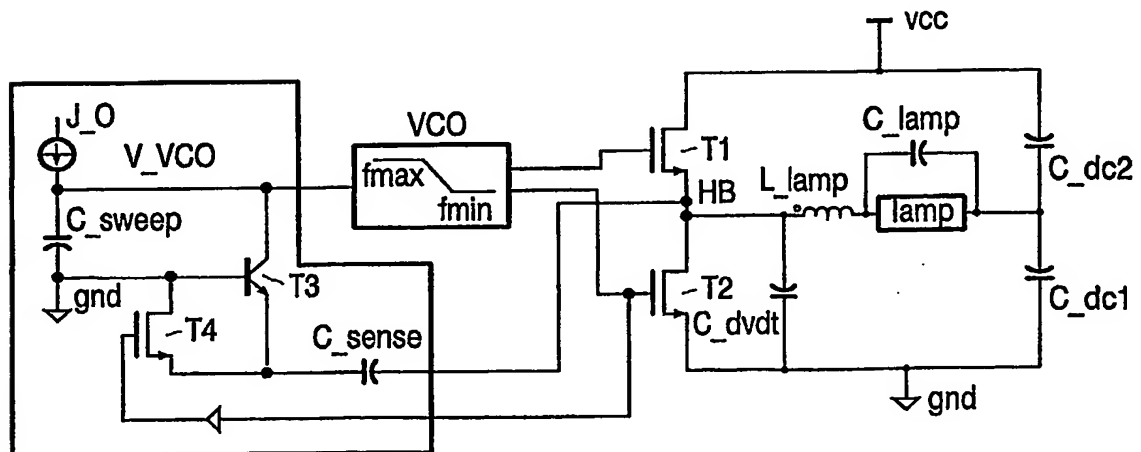 vcc
J_O
V_VCO
VCO
fmax
fmin
T1
C_lamp
C_dc2
HB
L_lamp
lamp
C_sweep
gnd
T3
T2
C_dc1
T4
C_sense
C_dvdt
gnd